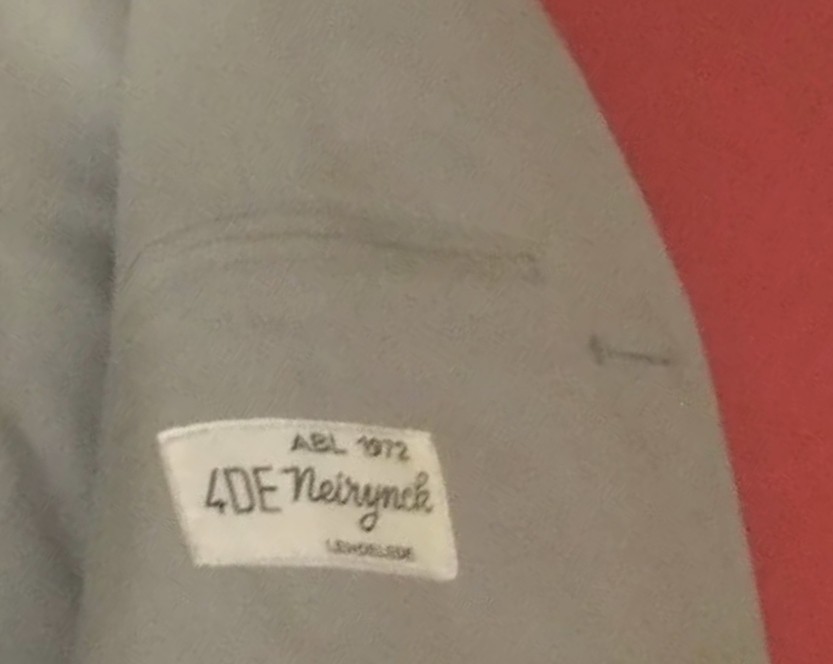 ABL 1972
4DE Neirynck
LENDELEDE